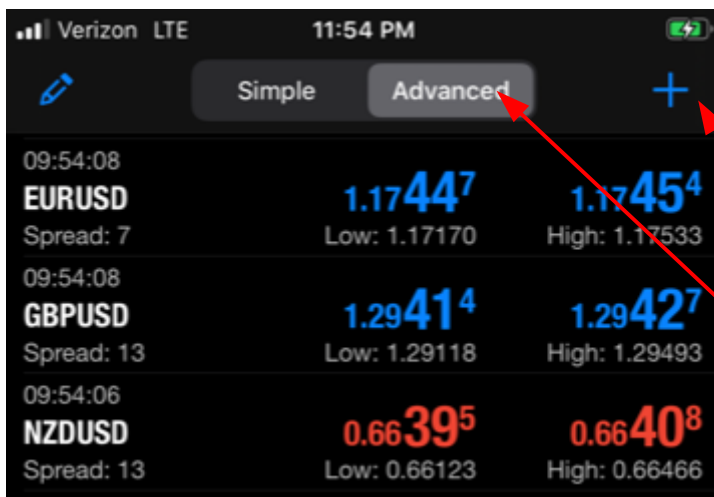 Verizon LTE 11:54 PM
Simple Advanced
09:54:08
EURUSD 1.17447 1.17454
Spread: 7 Low: 1.17170 High: 1.17533
09:54:08
GBPUSD 1.29414 1.29427
Spread: 13 Low: 1.29118 High: 1.29493
09:54:06
NZDUSD 0.66395 0.66408
Spread: 13 Low: 0.66123 High: 0.66466